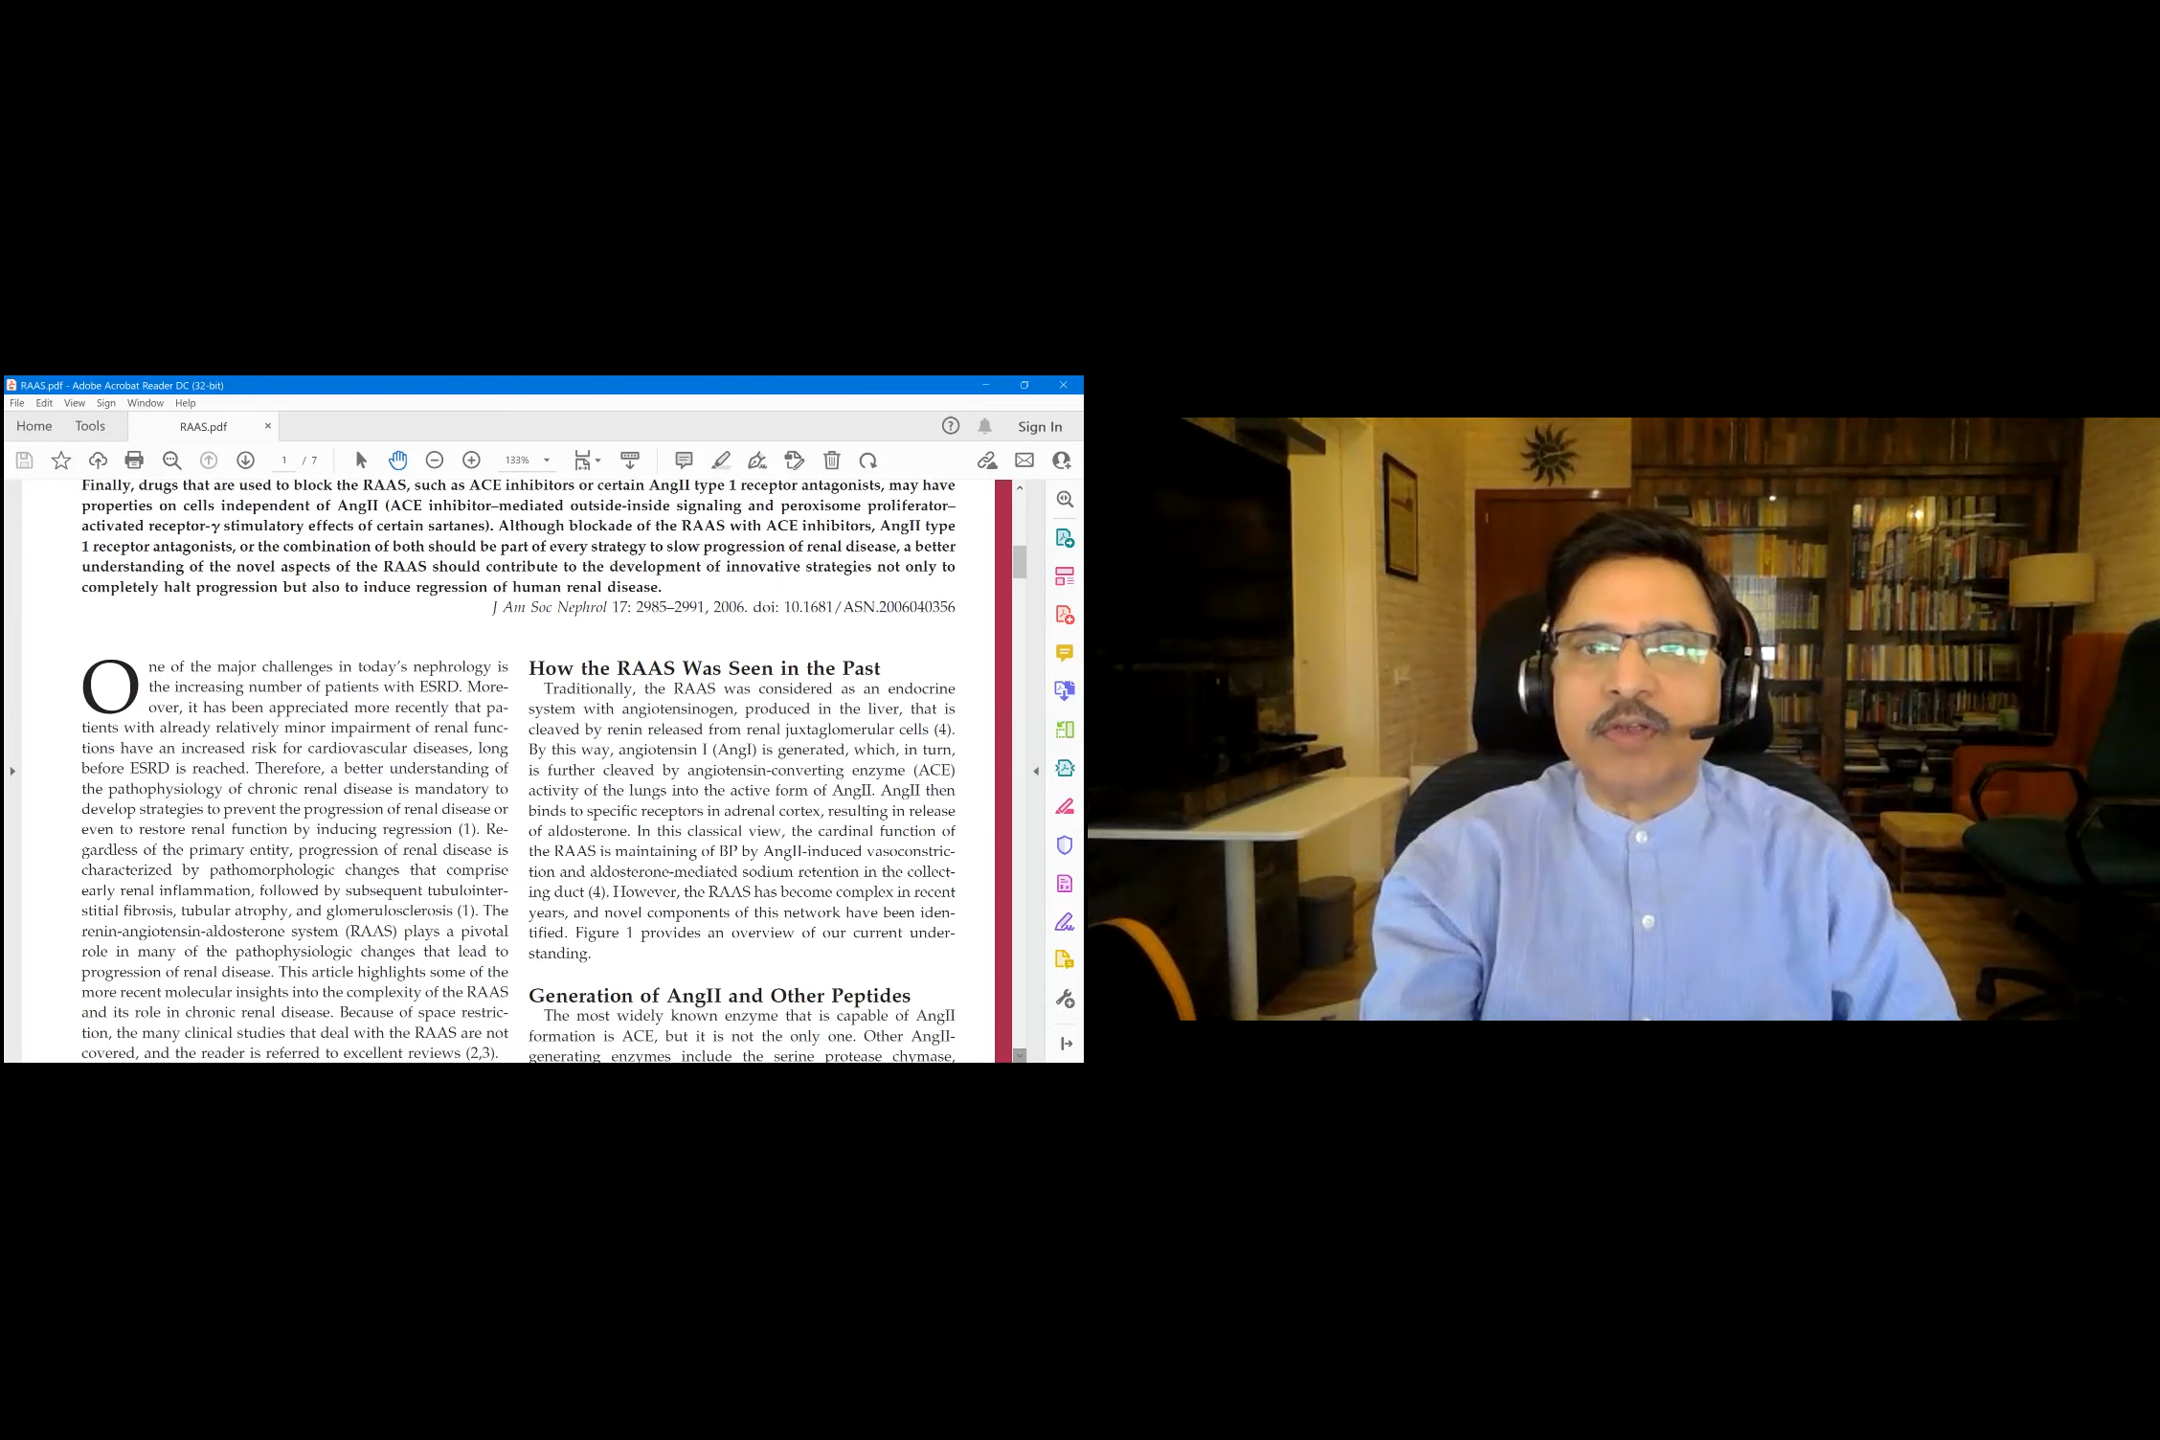 RAAS.pdf - Adobe Acrobat Reader DC (32-bit)
File Edit View Sign Window Help
Home Tools RAAS.pdf × Sign In
1 / 7 133%
Finally, drugs that are used to block the RAAS, such as ACE inhibitors or certain AngII type 1 receptor antagonists, may have
properties on cells independent of AngII (ACE inhibitor–mediated outside-inside signaling and peroxisome proliferator–
activated receptor-γ stimulatory effects of certain sartanes). Although blockade of the RAAS with ACE inhibitors, AngII type
1 receptor antagonists, or the combination of both should be part of every strategy to slow progression of renal disease, a better
understanding of the novel aspects of the RAAS should contribute to the development of innovative strategies not only to
completely halt progression but also to induce regression of human renal disease.
J Am Soc Nephrol 17: 2985–2991, 2006. doi: 10.1681/ASN.2006040356
One of the major challenges in today's nephrology is
the increasing number of patients with ESRD. More-
over, it has been appreciated more recently that pa-
tients with already relatively minor impairment of renal func-
tions have an increased risk for cardiovascular diseases, long
before ESRD is reached. Therefore, a better understanding of
the pathophysiology of chronic renal disease is mandatory to
develop strategies to prevent the progression of renal disease or
even to restore renal function by inducing regression (1). Re-
gardless of the primary entity, progression of renal disease is
characterized by pathomorphologic changes that comprise
early renal inflammation, followed by subsequent tubulointer-
stitial fibrosis, tubular atrophy, and glomerulosclerosis (1). The
renin-angiotensin-aldosterone system (RAAS) plays a pivotal
role in many of the pathophysiologic changes that lead to
progression of renal disease. This article highlights some of the
more recent molecular insights into the complexity of the RAAS
and its role in chronic renal disease. Because of space restric-
tion, the many clinical studies that deal with the RAAS are not
covered, and the reader is referred to excellent reviews (2,3).
How the RAAS Was Seen in the Past
Traditionally, the RAAS was considered as an endocrine
system with angiotensinogen, produced in the liver, that is
cleaved by renin released from renal juxtaglomerular cells (4).
By this way, angiotensin I (AngI) is generated, which, in turn,
is further cleaved by angiotensin-converting enzyme (ACE)
activity of the lungs into the active form of AngII. AngII then
binds to specific receptors in adrenal cortex, resulting in release
of aldosterone. In this classical view, the cardinal function of
the RAAS is maintaining of BP by AngII-induced vasoconstric-
tion and aldosterone-mediated sodium retention in the collect-
ing duct (4). However, the RAAS has become complex in recent
years, and novel components of this network have been iden-
tified. Figure 1 provides an overview of our current under-
standing.
Generation of AngII and Other Peptides
The most widely known enzyme that is capable of AngII
formation is ACE, but it is not the only one. Other AngII-
generating enzymes include the serine protease chymase,